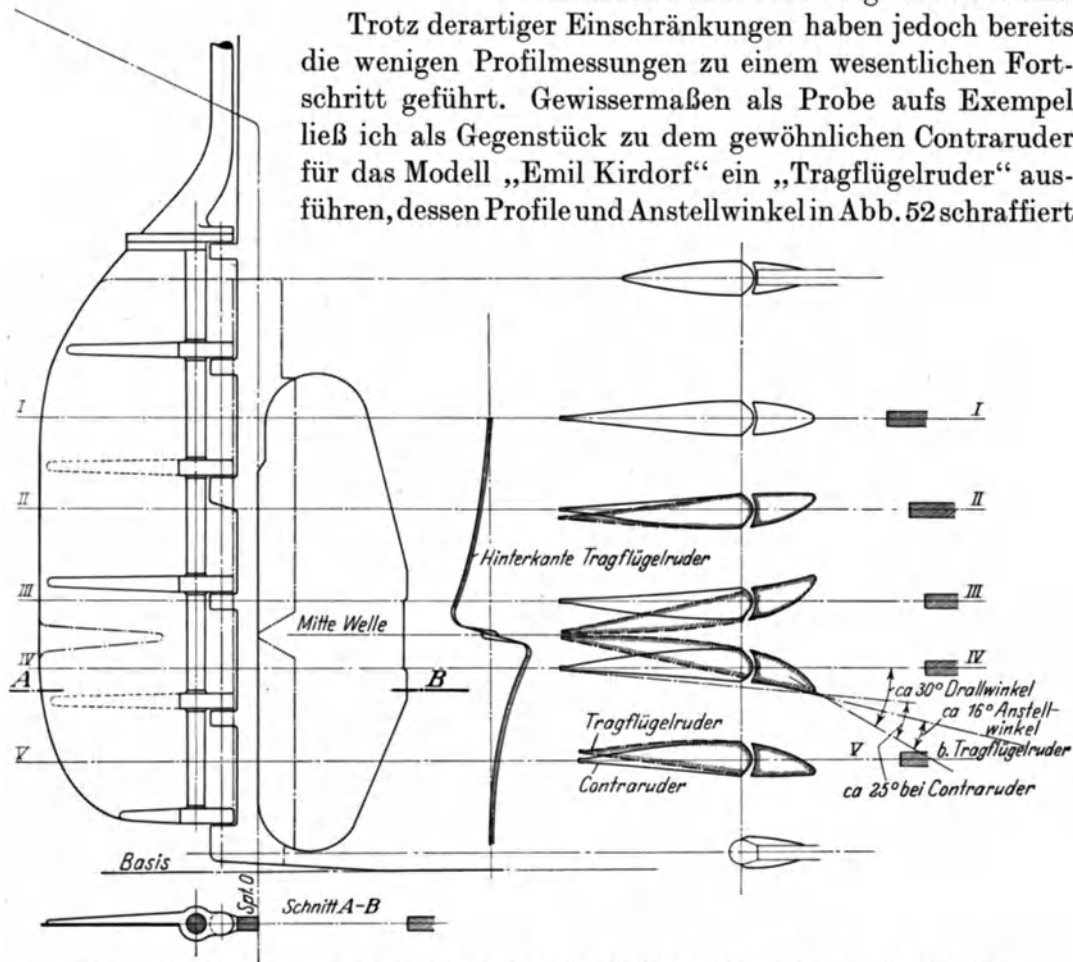 Trotz derartiger Einschränkungen haben jedoch bereits
die wenigen Profilmessungen zu einem wesentlichen Fort-
schritt geführt. Gewissermaßen als Probe aufs Exempel
ließ ich als Gegenstück zu dem gewöhnlichen Contraruder
für das Modell „Emil Kirdorf“ ein „Tragflügelruder“ aus-
führen, dessen Profile und Anstellwinkel in Abb. 52 schraffiert
I
I
II
II
Hinterkante Tragflügelruder
III
III
Mitte Welle
IV
IV
A
B
ca 30° Drallwinkel
ca 16° Anstell-
winkel
b. Tragflügelruder
Tragflügelruder
V
V
Contraruder
ca 25° bei Contraruder
Basis
Spt. 0
Schnitt A-B